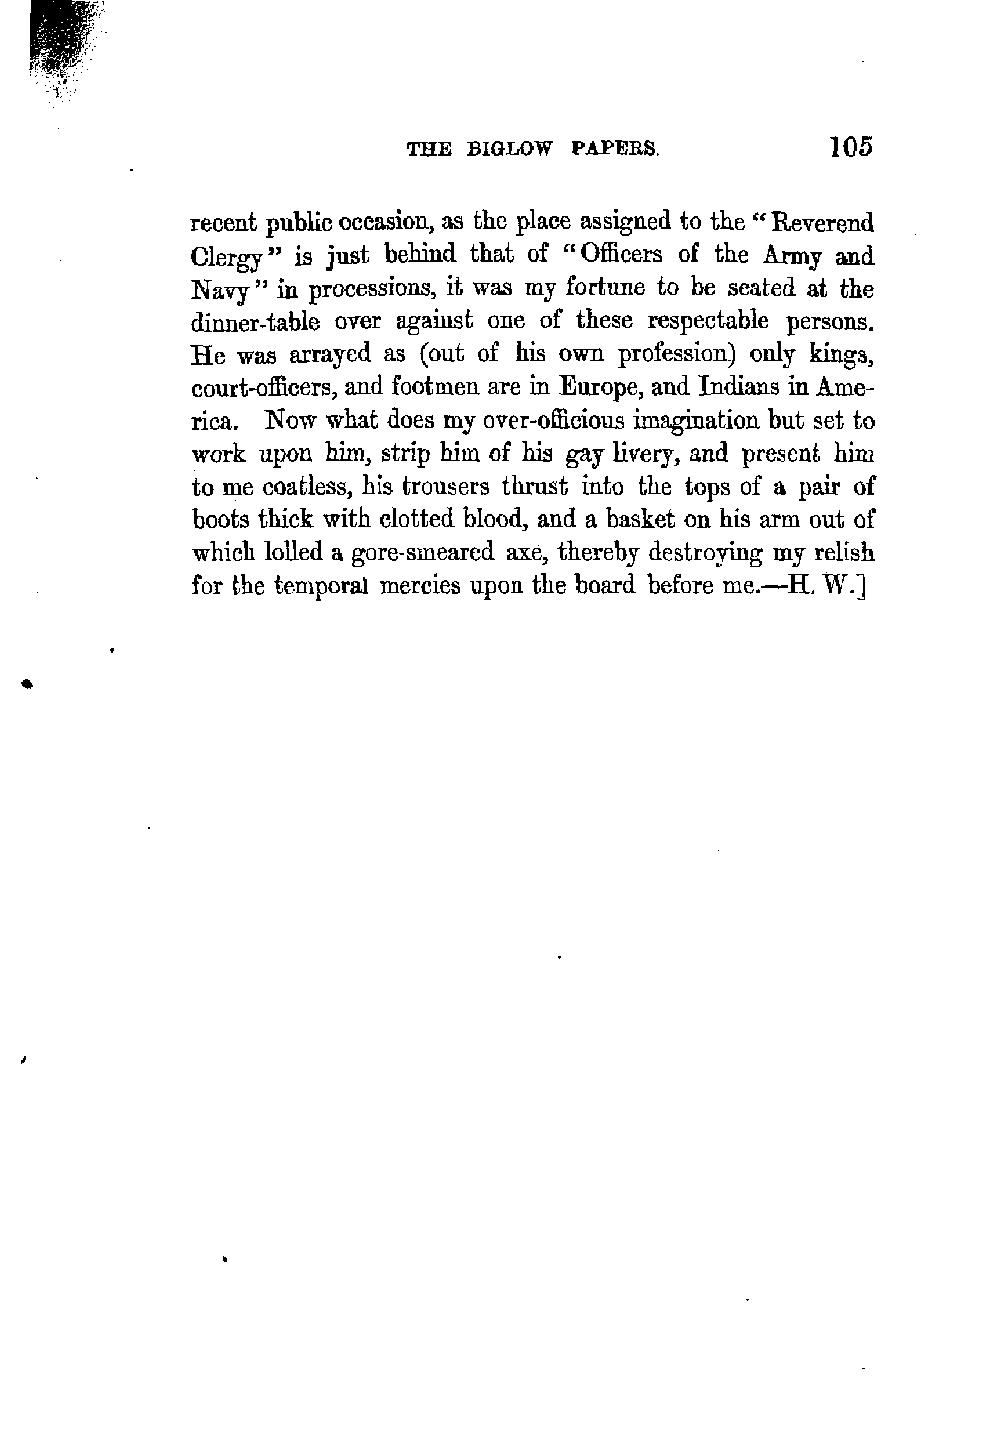 THE BIGLOW PAPERS. 105
recent public occasion, as the place assigned to the “Reverend
Clergy” is just behind that of “Officers of the Army and
Navy” in processions, it was my fortune to be seated at the
dinner-table over against one of these respectable persons.
He was arrayed as (out of his own profession) only kings,
court-officers, and footmen are in Europe, and Indians in Ame-
rica. Now what does my over-officious imagination but set to
work upon him, strip him of his gay livery, and present him
to me coatless, his trousers thrust into the tops of a pair of
boots thick with clotted blood, and a basket on his arm out of
which lolled a gore-smeared axe, thereby destroying my relish
for the temporal mercies upon the board before me.—H. W.]